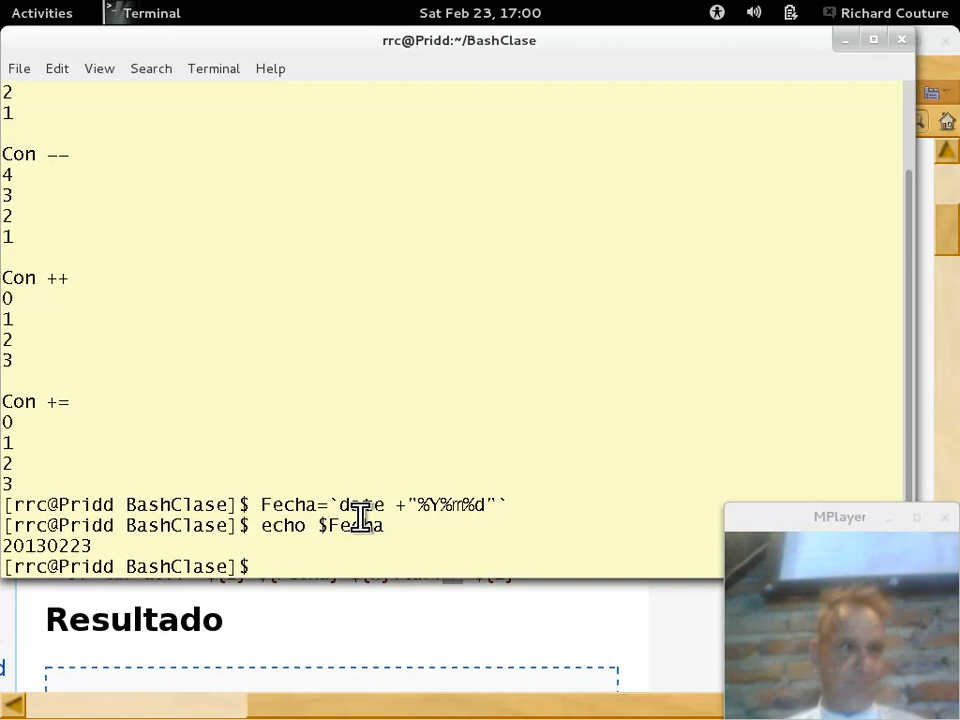 Activities Terminal Sat Feb 23, 17:00 Richard Couture
rrc@Pridd:~/BashClase
File Edit View Search Terminal Help
2
1
Con --
4
3
2
1
Con ++
0
1
2
3
Con +=
0
1
2
3
[rrc@Pridd BashClase]$ Fecha=`date +"%Y%m%d"`
[rrc@Pridd BashClase]$ echo $Fecha
20130223
[rrc@Pridd BashClase]$
MPlayer
Resultado
d